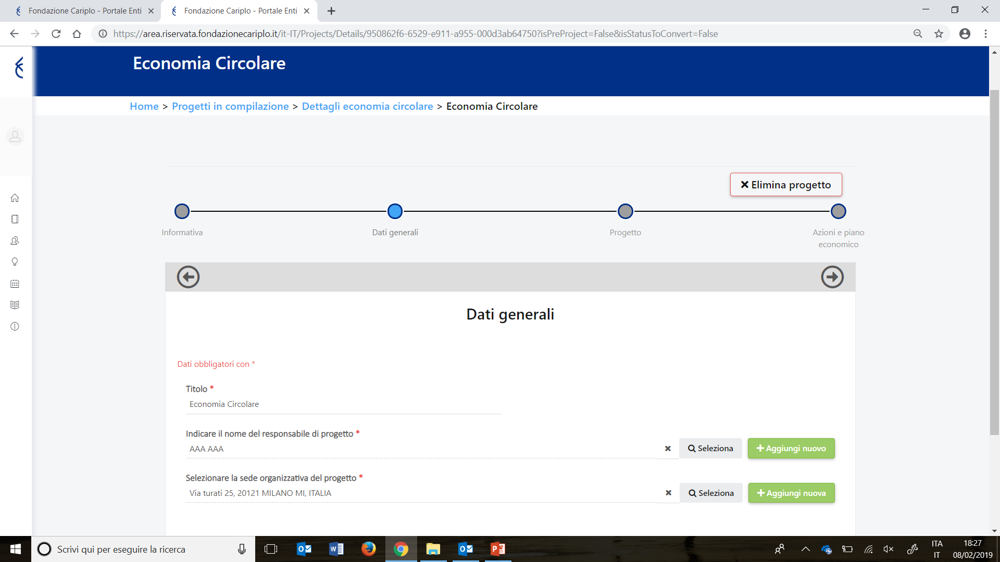 Fondazione Cariplo - Portale Enti
Fondazione Cariplo - Portale Enti
https://area.riservata.fondazionecariplo.it/it-IT/Projects/Details/950862f6-6529-e911-a955-000d3ab64750?isPreProject=False&isStatusToConvert=False
Economia Circolare
Home > Progetti in compilazione > Dettagli economia circolare > Economia Circolare
Elimina progetto
Informativa
Dati generali
Progetto
Azioni e piano
economico
Dati generali
Dati obbligatori con *
Titolo *
Economia Circolare
Indicare il nome del responsabile di progetto *
AAA AAA
Seleziona
Aggiungi nuovo
Selezionare la sede organizzativa del progetto *
Via turati 25, 20121 MILANO MI, ITALIA
Seleziona
Aggiungi nuova
Scrivi qui per eseguire la ricerca
ITA
IT
18:27
08/02/2019